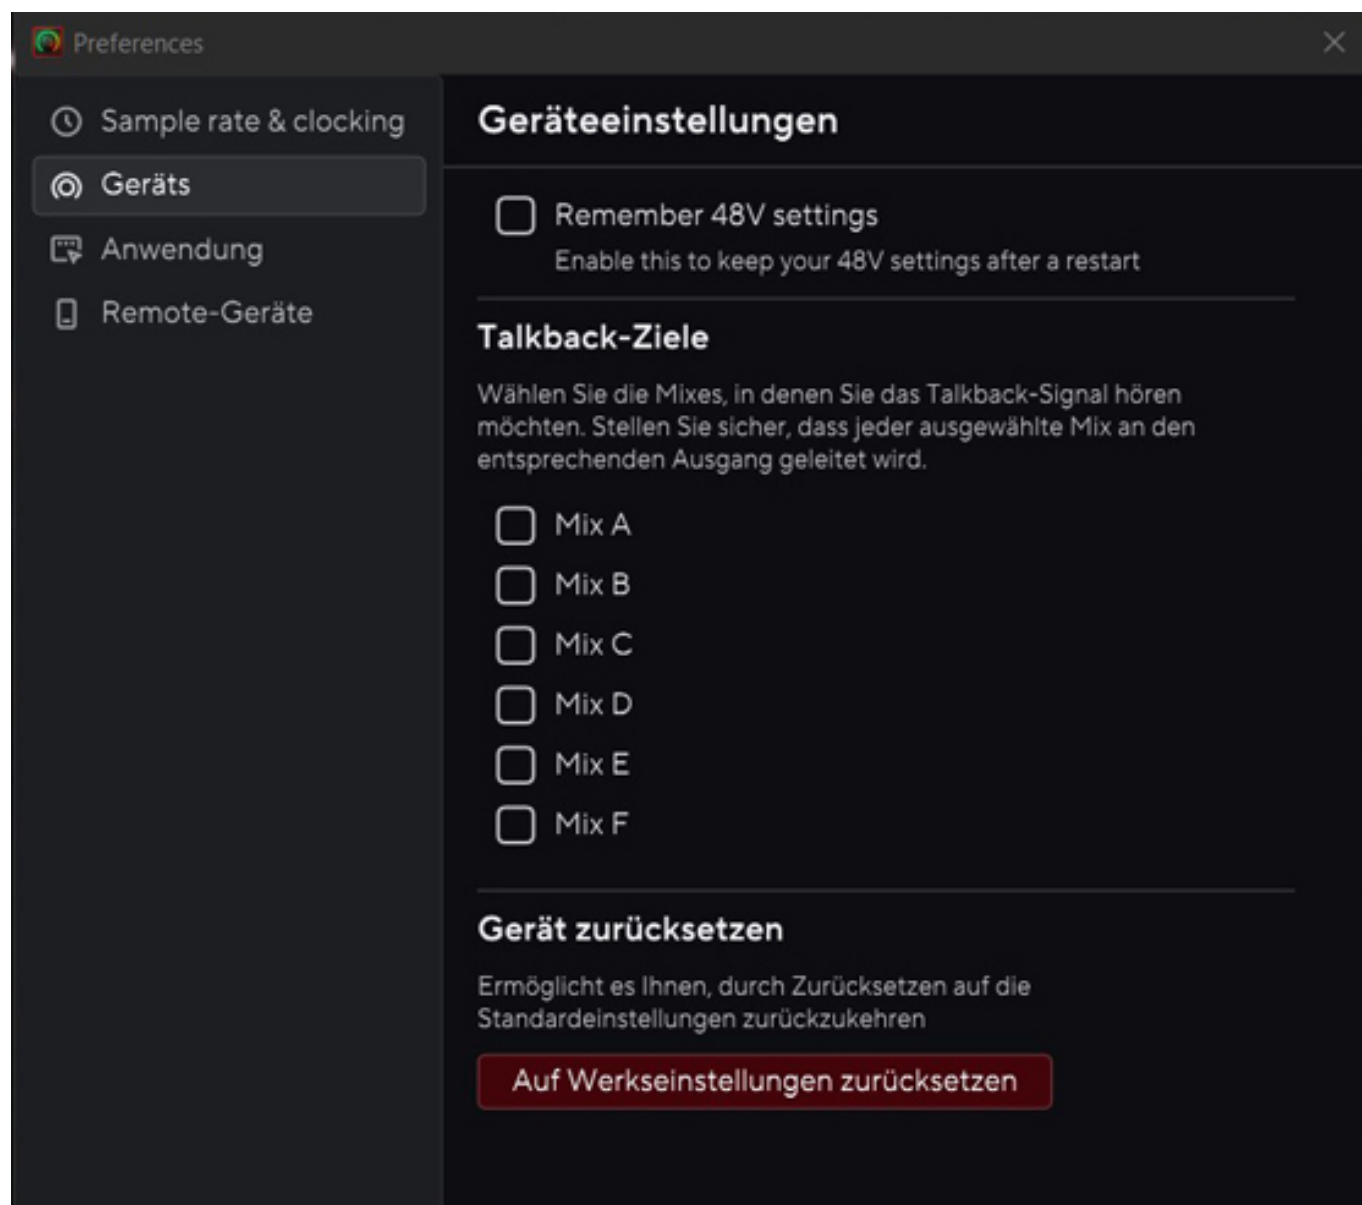 Preferences
Sample rate & clocking
Geräts
Anwendung
Remote-Geräte
Geräteeinstellungen
Remember 48V settings
Enable this to keep your 48V settings after a restart
Talkback-Ziele
Wählen Sie die Mixes, in denen Sie das Talkback-Signal hören
möchten. Stellen Sie sicher, dass jeder ausgewählte Mix an den
entsprechenden Ausgang geleitet wird.
Mix A
Mix B
Mix C
Mix D
Mix E
Mix F
Gerät zurücksetzen
Ermöglicht es Ihnen, durch Zurücksetzen auf die
Standardeinstellungen zurückzukehren
Auf Werkseinstellungen zurücksetzen